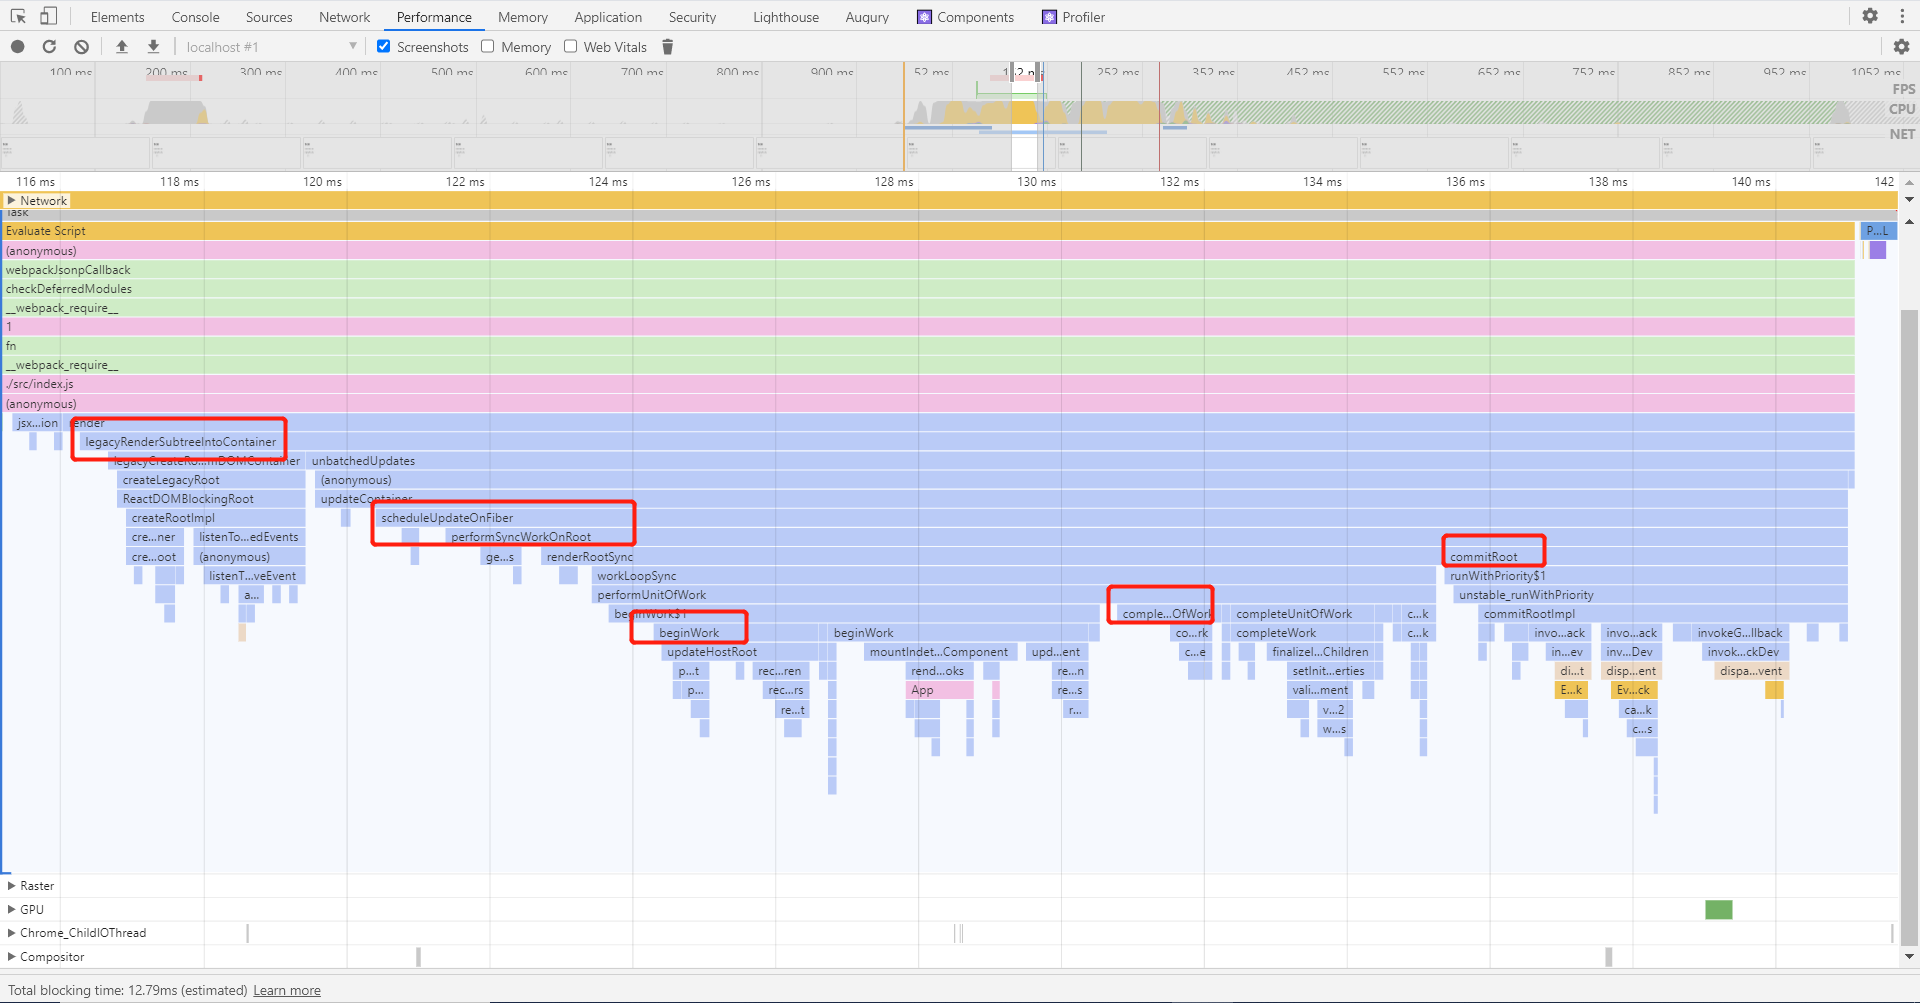 Elements Console Sources Network Performance Memory Application Security Lighthouse Augury Components Profiler
localhost #1 Screenshots Memory Web Vitals
100 ms 200 ms 300 ms 400 ms 500 ms 600 ms 700 ms 800 ms 900 ms 52 ms 252 ms 352 ms 452 ms 552 ms 652 ms 752 ms 852 ms 952 ms 1052 ms
FPS
CPU
NET
116 ms 118 ms 120 ms 122 ms 124 ms 126 ms 128 ms 130 ms 132 ms 134 ms 136 ms 138 ms 140 ms 142
Network
Task
Evaluate Script P...L
(anonymous)
webpackJsonpCallback
checkDeferredModules
__webpack_require__
1
fn
__webpack_require__
./src/index.js
(anonymous)
jsx...ion render
legacyRenderSubtreeIntoContainer
legacyCreateRo...mDOMContainer unbatchedUpdates
createLegacyRoot (anonymous)
ReactDOMBlockingRoot updateContainer
createRootImpl scheduleUpdateOnFiber
cre...ner listenTo...edEvents performSyncWorkOnRoot
cre...oot (anonymous) ge...s renderRootSync commitRoot
listenT...veEvent workLoopSync runWithPriority$1
a... performUnitOfWork unstable_runWithPriority
beginWork$1 comple...OfWork completeUnitOfWork c...k commitRootImpl
beginWork beginWork co...rk completeWork c...k invo...ack invo...ack invokeG...llback
updateHostRoot mountIndet...Component upd...ent c...e finalizeI...Children in...ev inv...Dev invok...ckDev
p...t rec...ren rend...oks re...n setInit...erties di...t disp...ent dispa...vent
p... rec...rs App re...s vali...ment E...k Ev...ck
re...t r... v...2 ca...k
w...s c...s
Raster
GPU
Chrome_ChildIOThread
Compositor
Total blocking time: 12.79ms (estimated) Learn more